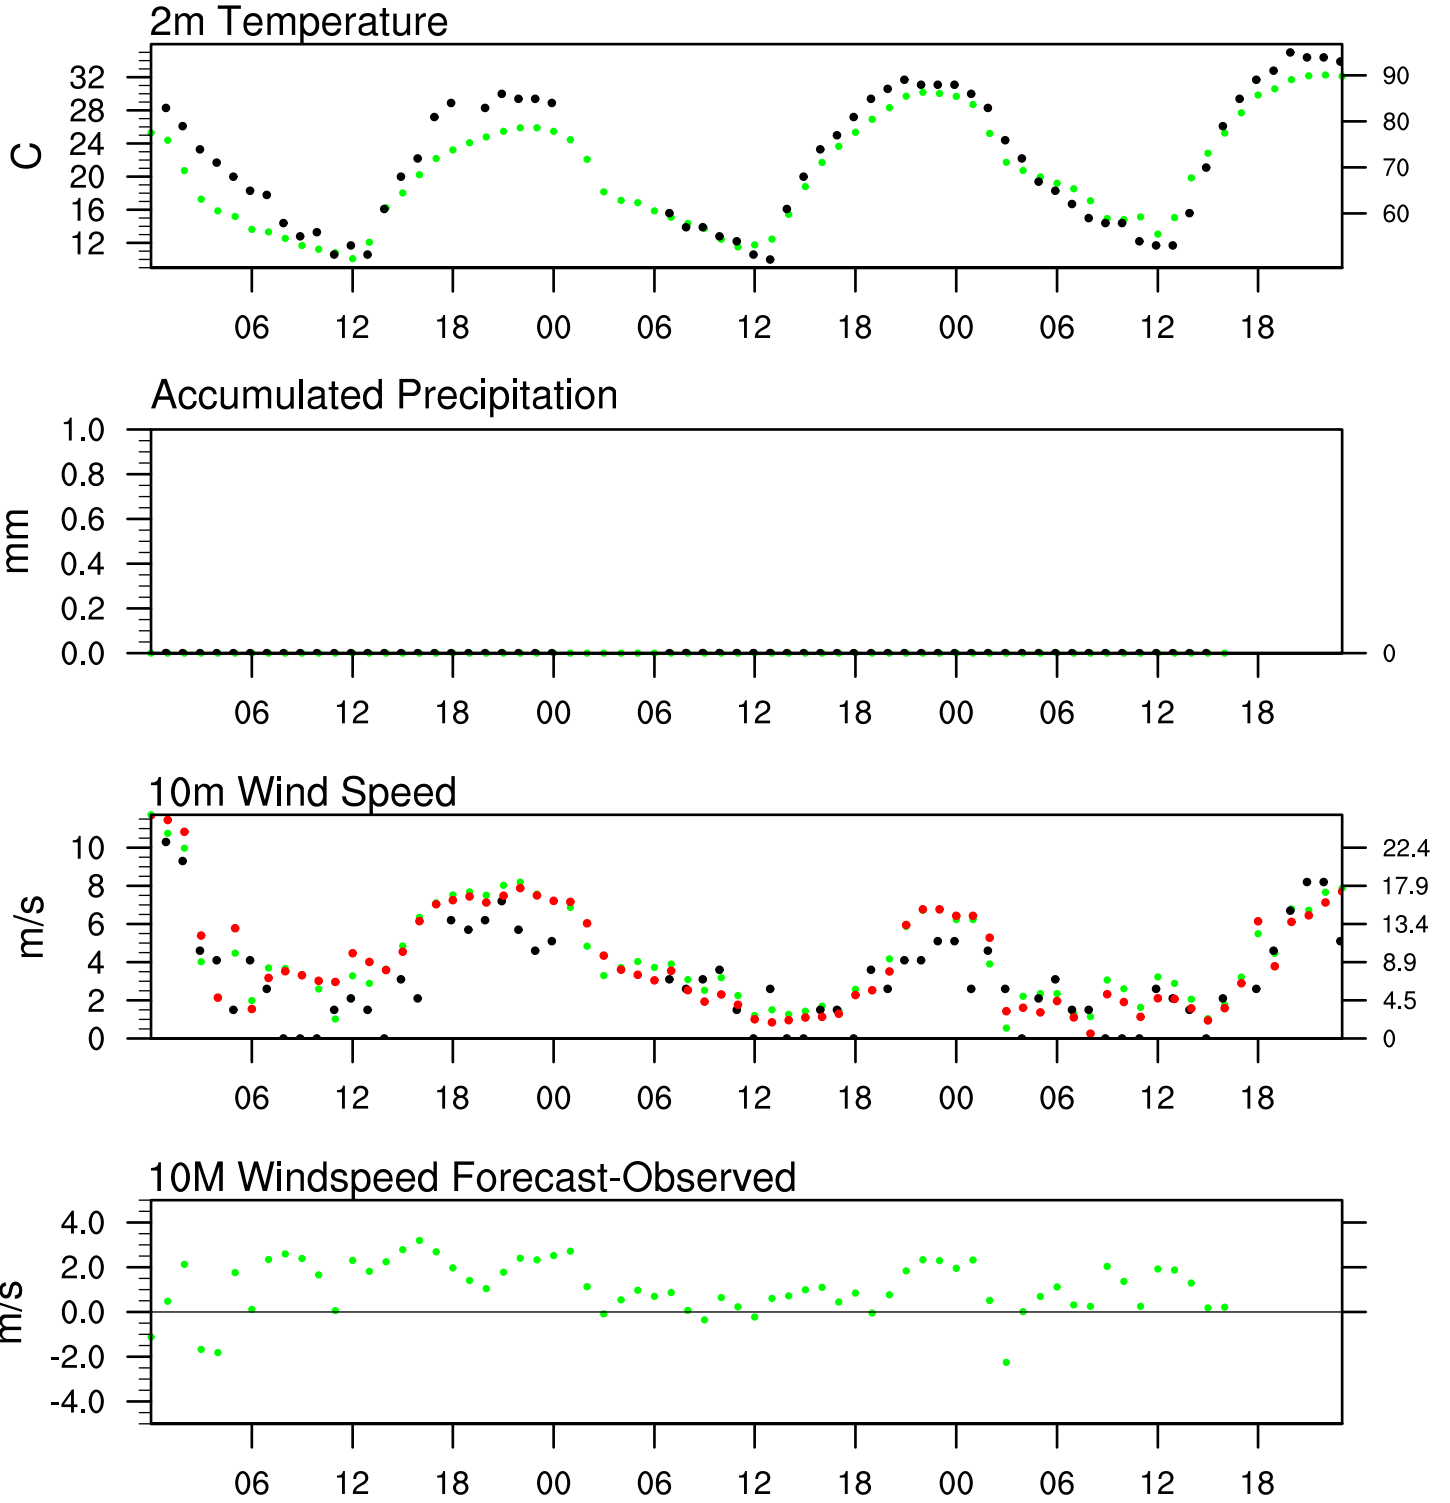 2m Temperature
32
28
24
20
16
12
C
90
80
70
60
06 12 18 00 06 12 18 00 06 12 18
Accumulated Precipitation
1.0
0.8
0.6
0.4
0.2
0.0
mm
0
06 12 18 00 06 12 18 00 06 12 18
10m Wind Speed
10
8
6
4
2
0
m/s
22.4
17.9
13.4
8.9
4.5
0
06 12 18 00 06 12 18 00 06 12 18
10M Windspeed Forecast-Observed
4.0
2.0
0.0
-2.0
-4.0
m/s
06 12 18 00 06 12 18 00 06 12 18